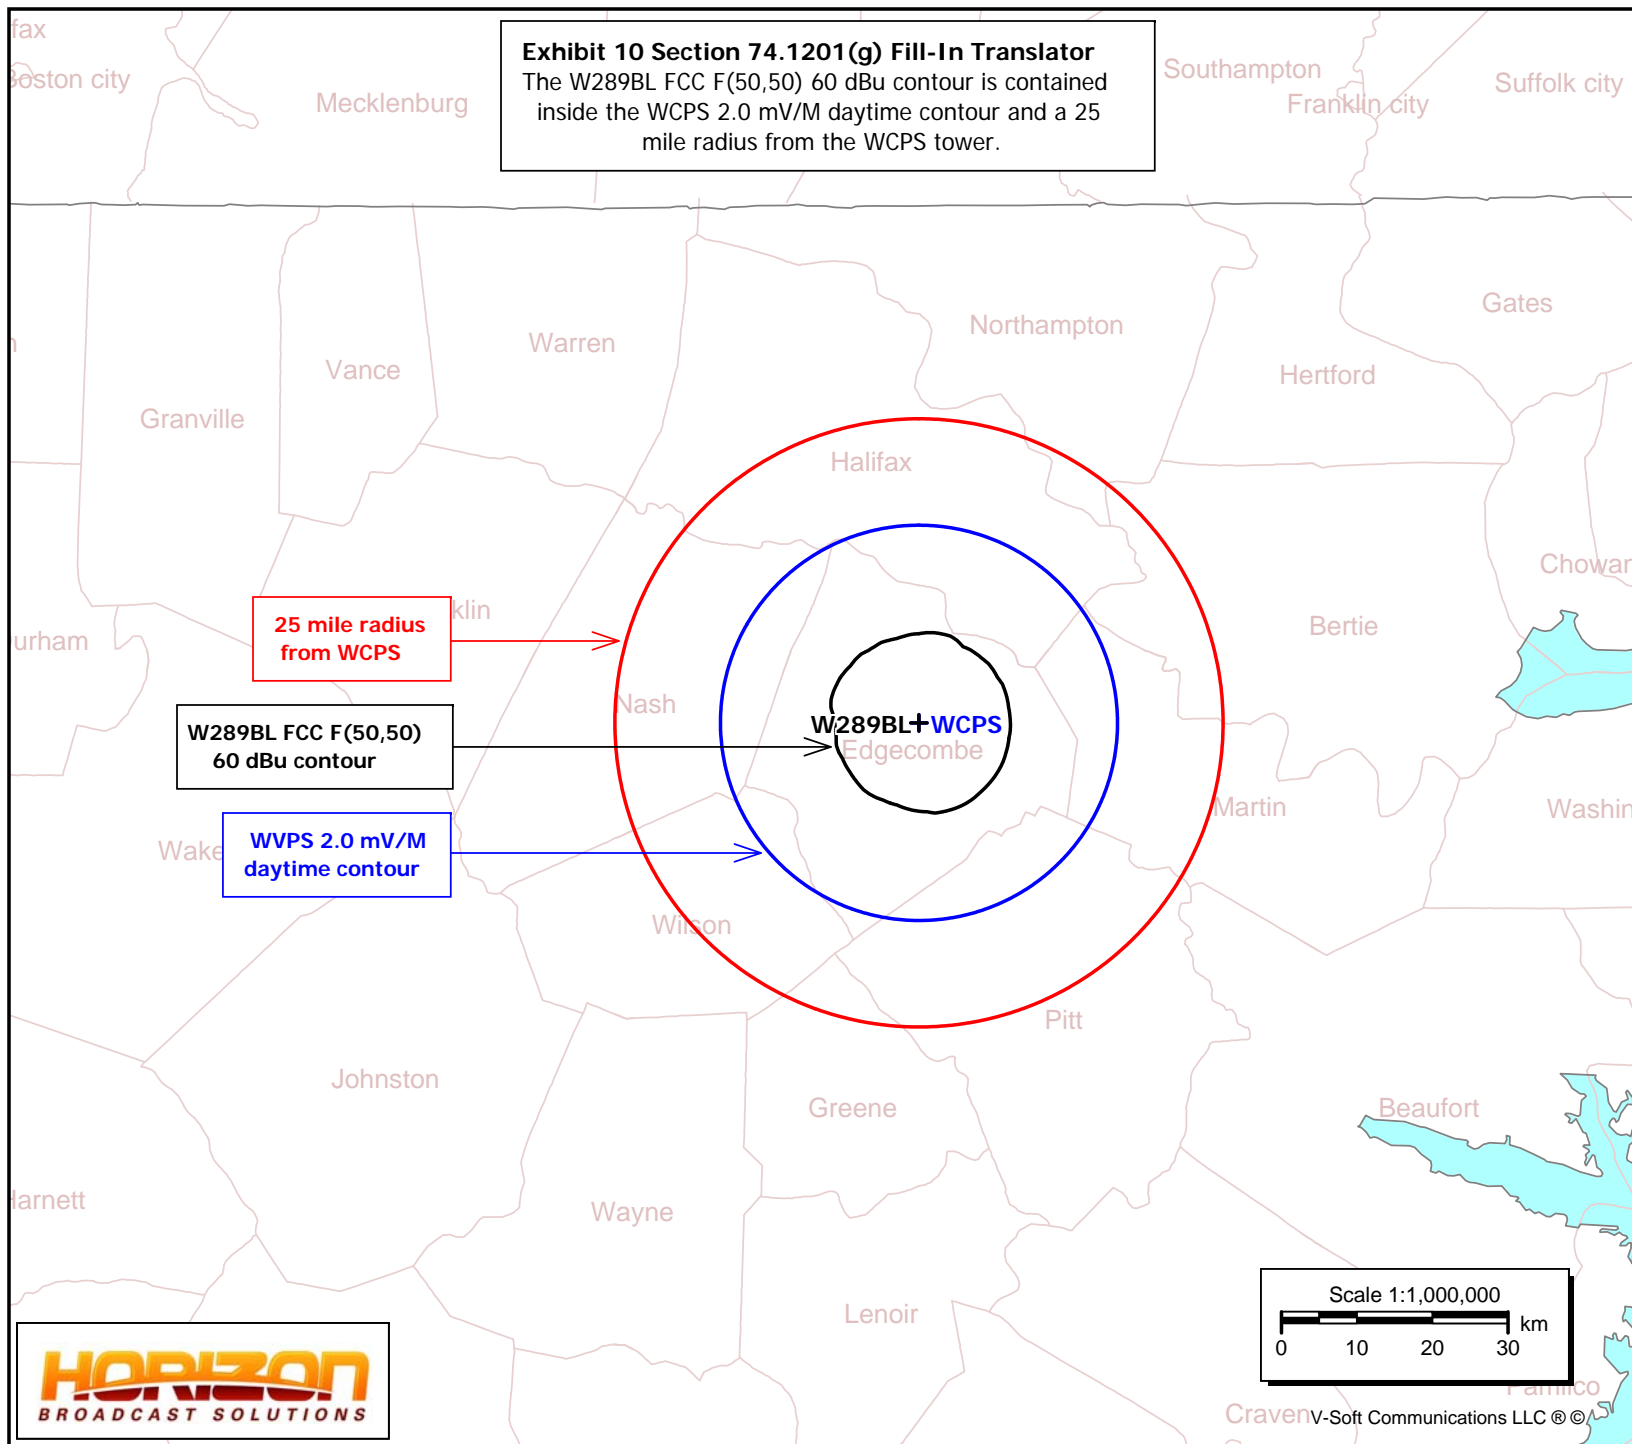 fax
Boston city
Mecklenburg
Exhibit 10 Section 74.1201(g) Fill-In Translator
The W289BL FCC F(50,50) 60 dBu contour is contained
inside the WCPS 2.0 mV/M daytime contour and a 25
mile radius from the WCPS tower.
Southampton
Franklin city
Suffolk city
Gates
Northampton
Warren
Vance
Hertford
Granville
Halifax
Chowan
klin
25 mile radius
from WCPS
urham
Bertie
Nash
W289BL FCC F(50,50)
60 dBu contour
W289BL+WCPS
Edgecombe
Martin
Washin
WVPS 2.0 mV/M
daytime contour
Wake
Wilson
Pitt
Johnston
Greene
Beaufort
Harnett
Wayne
Lenoir
Scale 1:1,000,000
km
0 10 20 30
HORIZON
BROADCAST SOLUTIONS
Pamlico
Craven
V-Soft Communications LLC ® ©